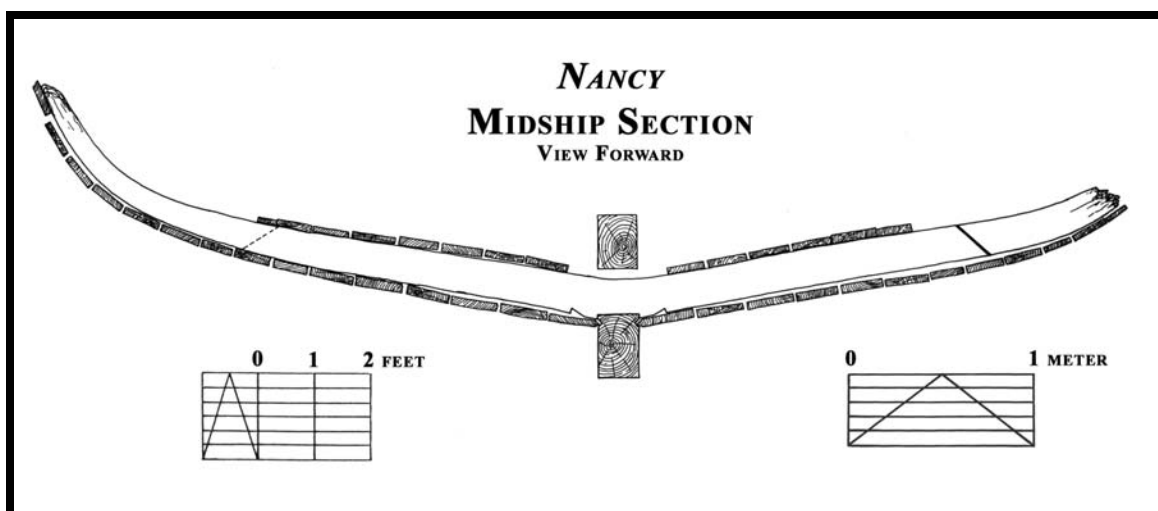 NANCY
MIDSHIP SECTION
VIEW FORWARD
0 1 2 FEET
0 1 METER